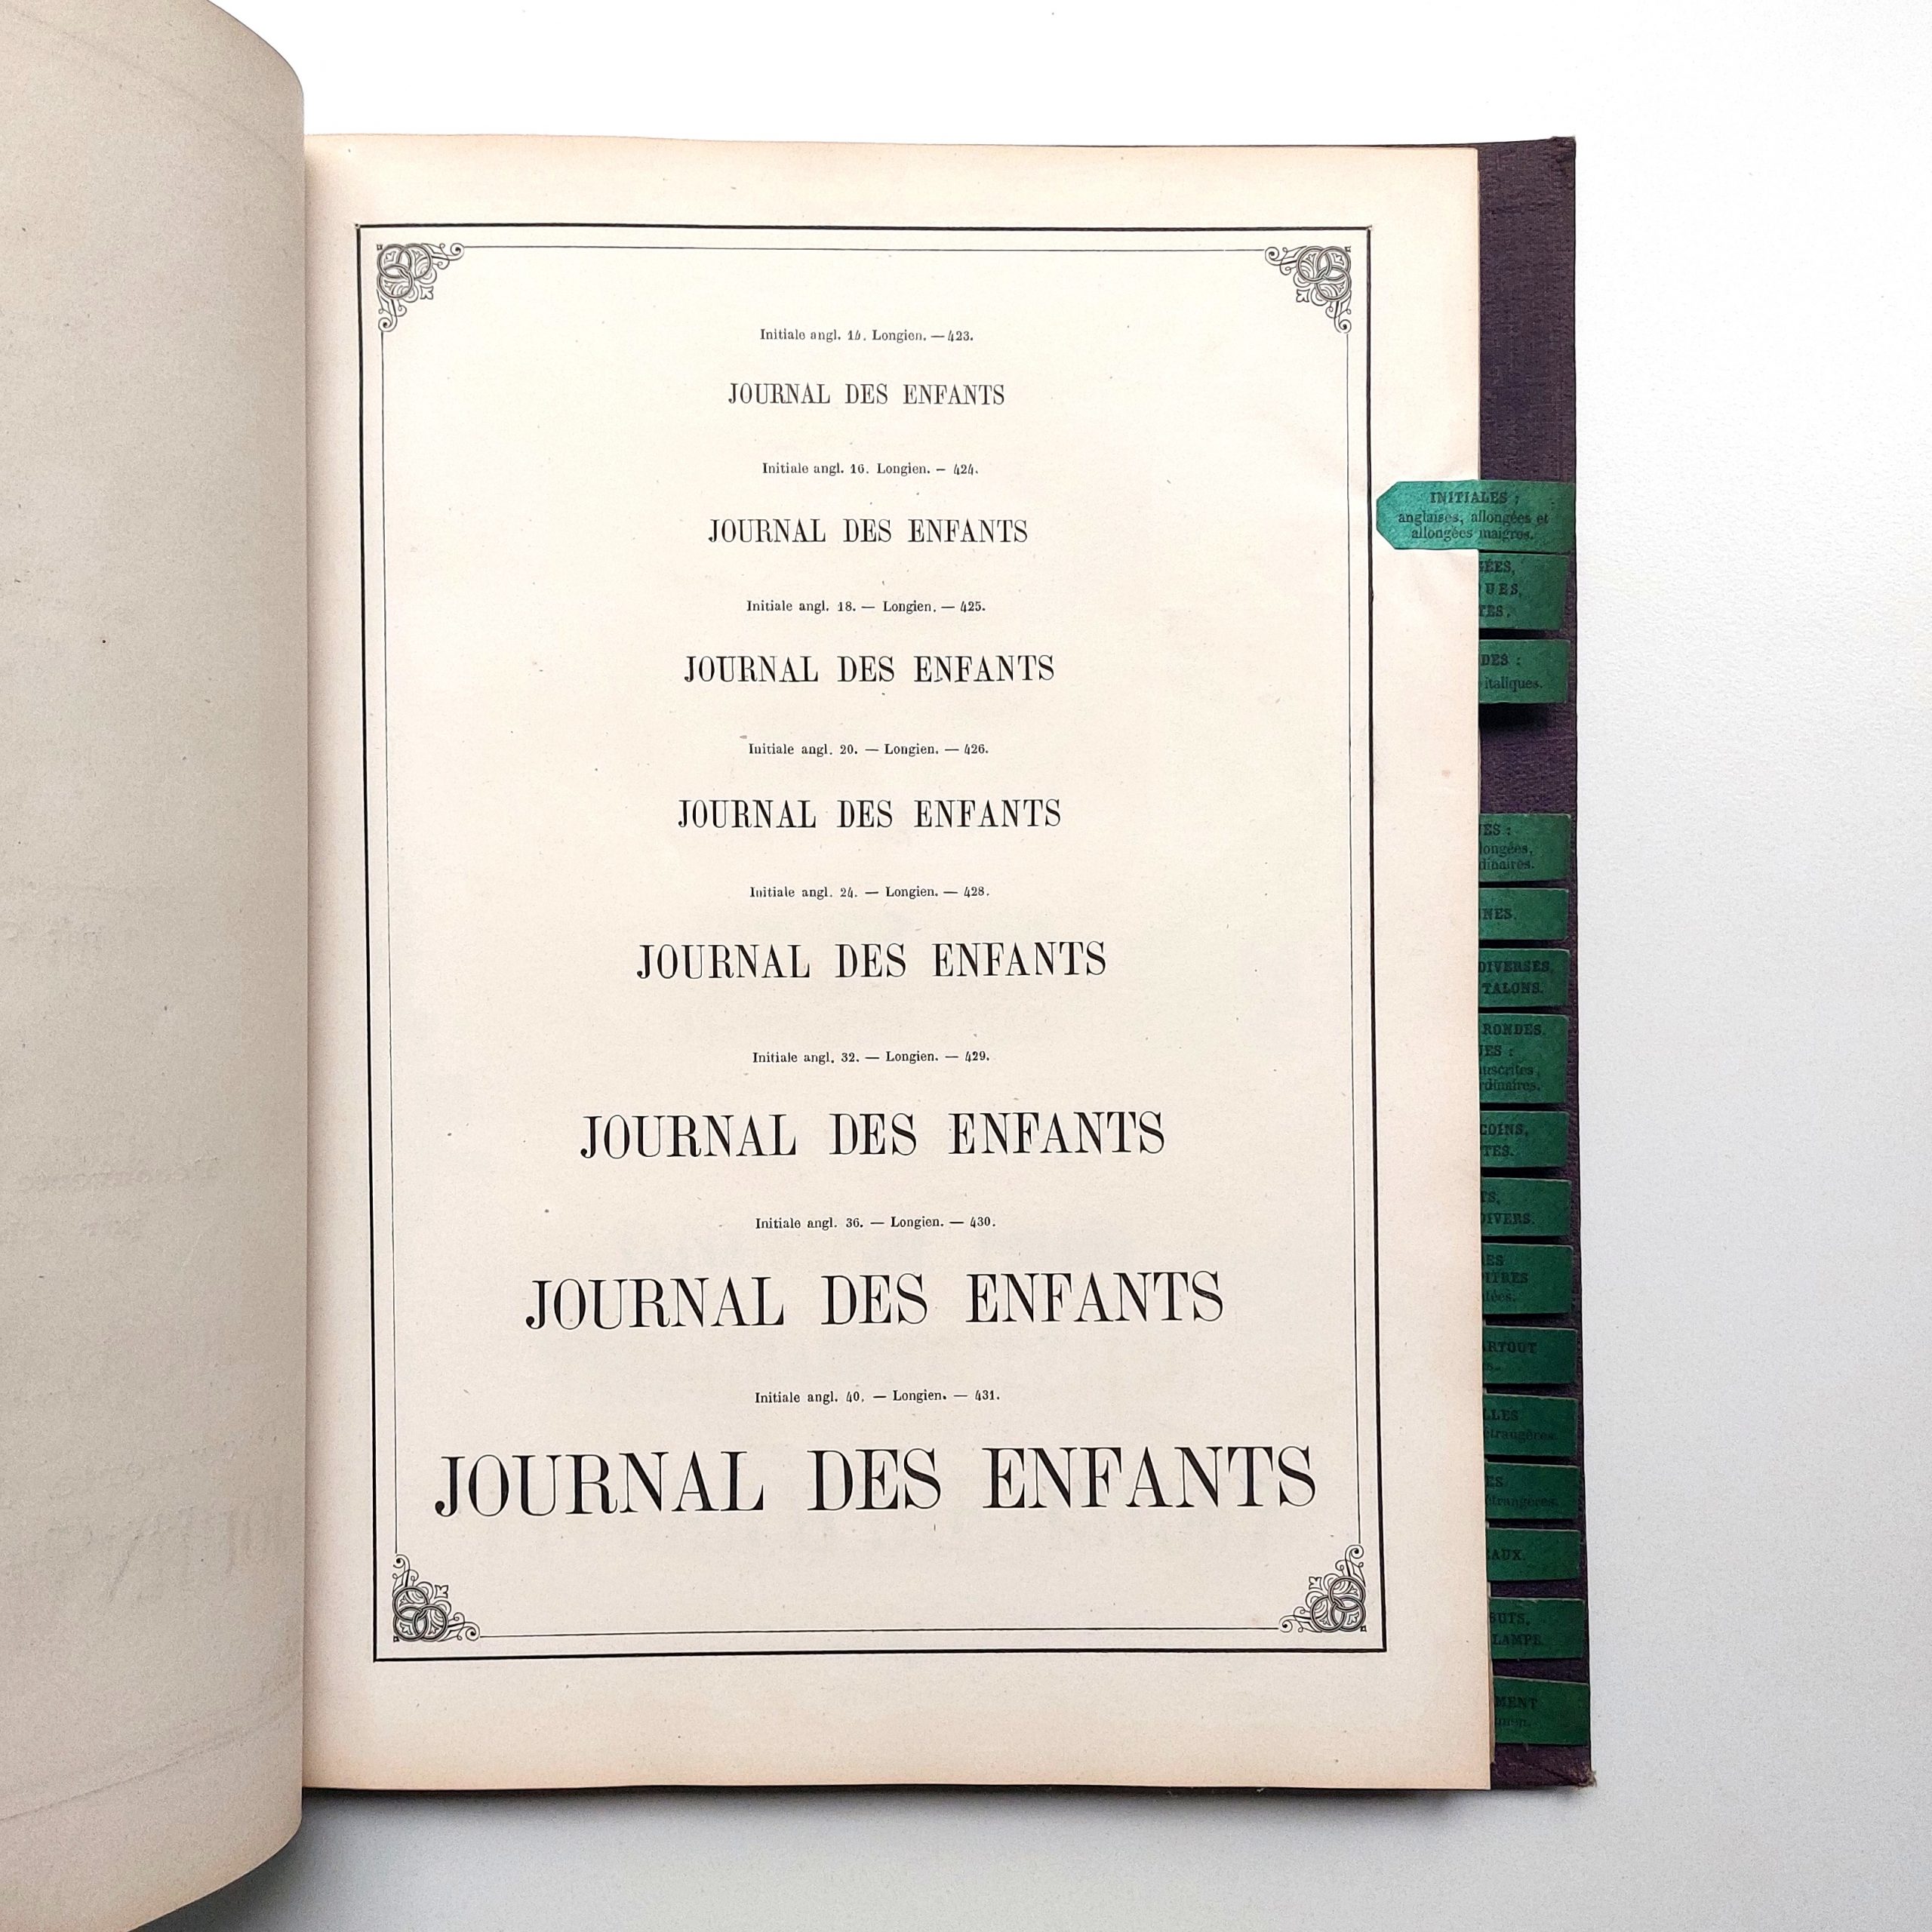 Initiale angl. 14. Longien. — 423.
JOURNAL DES ENFANTS
Initiale angl. 16. Longien. — 424.
JOURNAL DES ENFANTS
Initiale angl. 18. — Longien. — 425.
JOURNAL DES ENFANTS
Initiale angl. 20. — Longien. — 426.
JOURNAL DES ENFANTS
Initiale angl. 24. — Longien. — 428.
JOURNAL DES ENFANTS
Initiale angl. 32. — Longien. — 429.
JOURNAL DES ENFANTS
Initiale angl. 36. — Longien. — 430.
JOURNAL DES ENFANTS
Initiale angl. 40. — Longien. — 431.
JOURNAL DES ENFANTS
INITIALES :
anglaises, allongées et
allongées maigres.
italiques.
DIVERSES,
TALONS.
RONDES.
COINS,
DIVERS.
étrangères.
étrangères.
LAMPE.